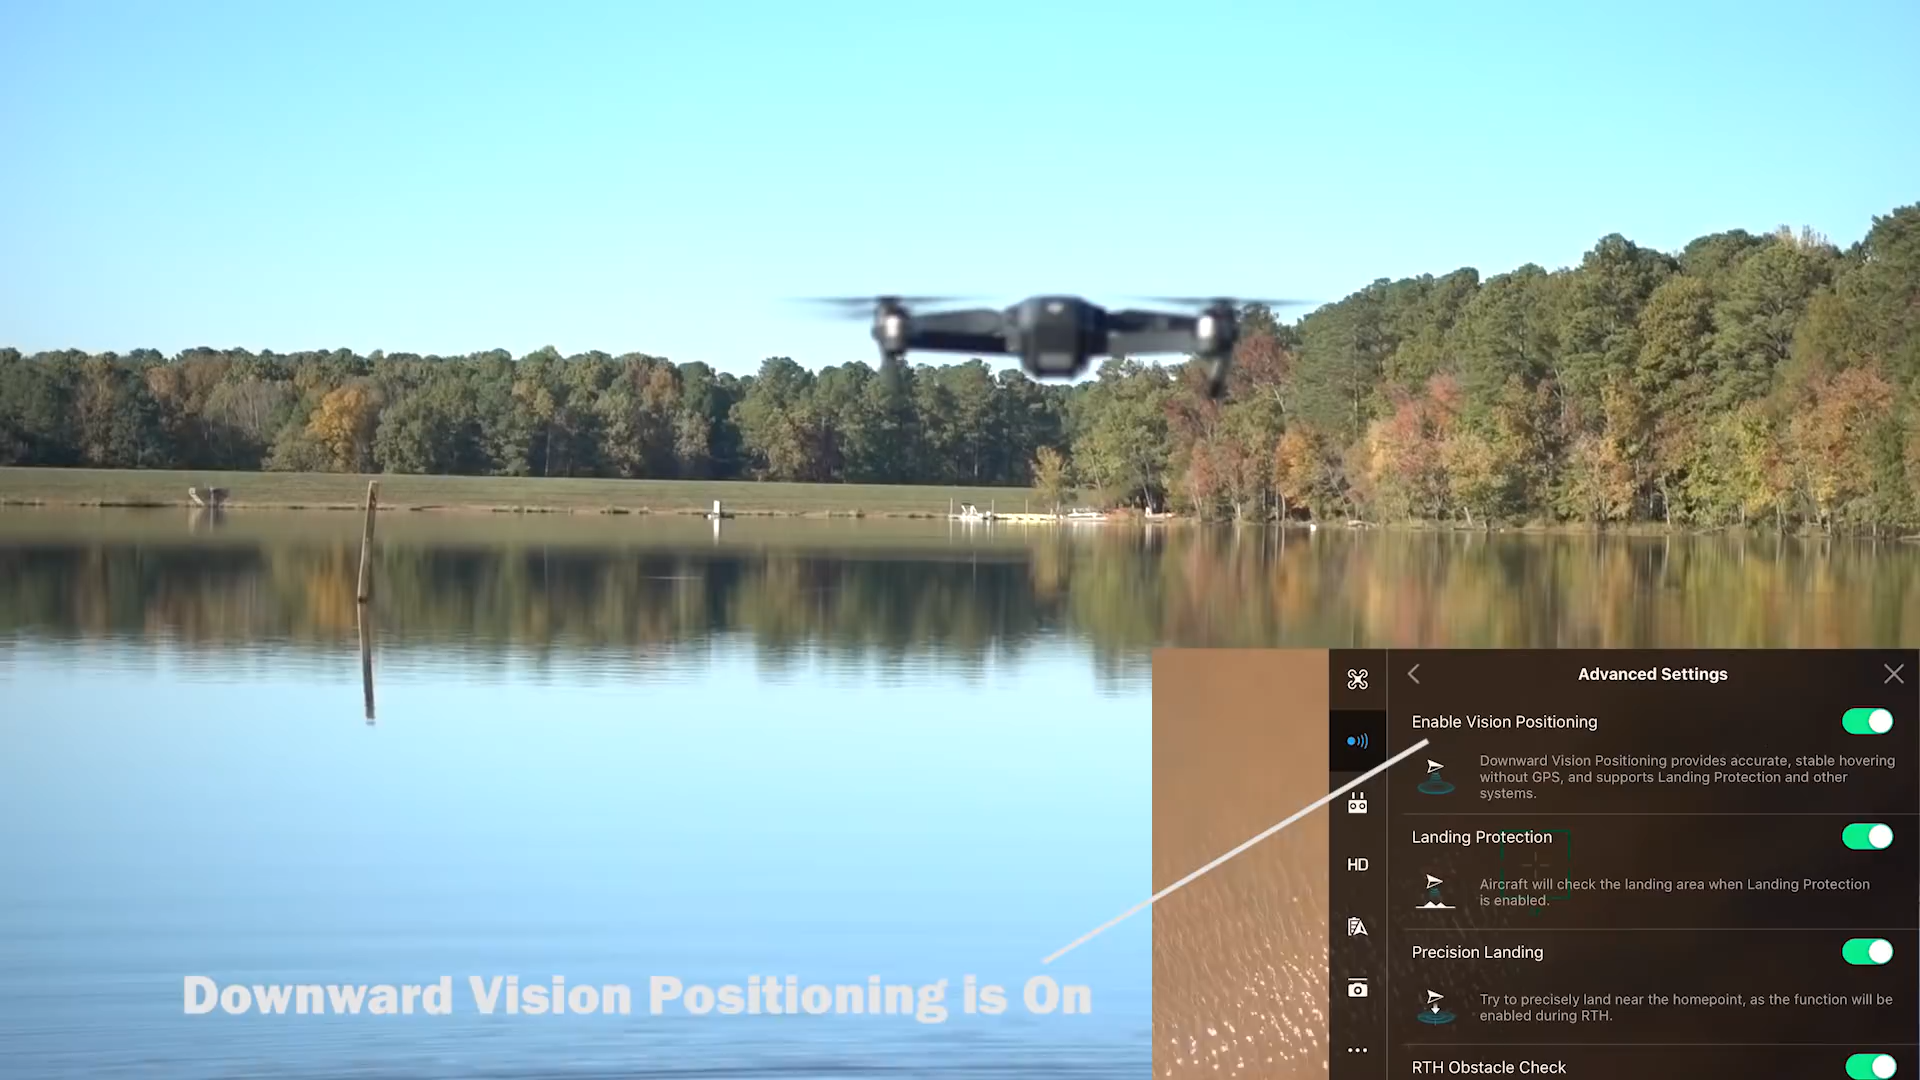 Advanced Settings
Enable Vision Positioning
Downward Vision Positioning provides accurate, stable hovering
without GPS, and supports Landing Protection and other
systems.
Landing Protection
HD
Aircraft will check the landing area when Landing Protection
is enabled.
Precision Landing
Try to precisely land near the homepoint, as the function will be
enabled during RTH.
RTH Obstacle Check
Downward Vision Positioning is On